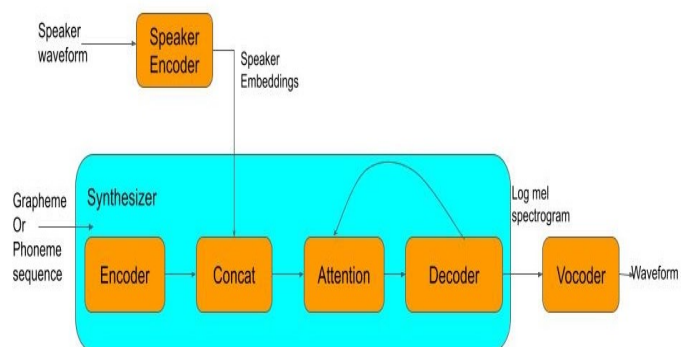 Speaker
waveform
Speaker
Encoder
Speaker
Embeddings
Synthesizer
Grapheme
Or
Phoneme
sequence
Encoder
Concat
Attention
Decoder
Log mel
spectrogram
Vocoder
Waveform